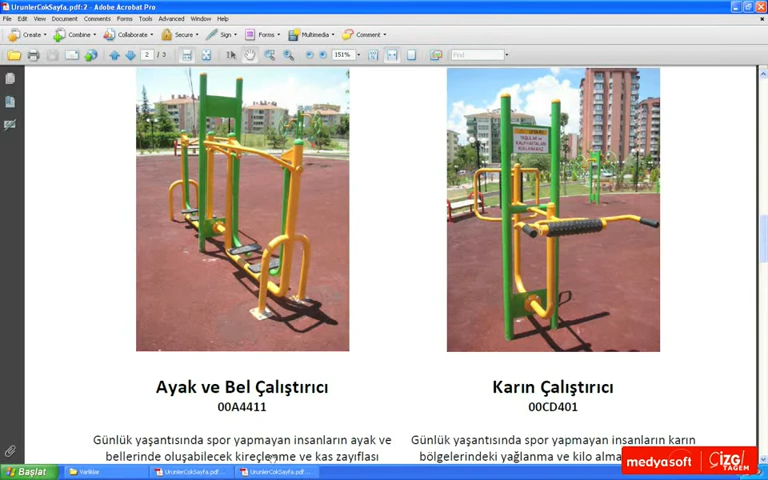 UrunlerCokSayfa.pdf:2 - Adobe Acrobat Pro
File Edit View Document Comments Forms Tools Advanced Window Help
Create Combine Collaborate Secure Sign Forms Multimedia Comment
2 / 3 151% Find
Ayak ve Bel Çalıştırıcı
00A4411
Günlük yaşantısında spor yapmayan insanların ayak ve
bellerinde oluşabilecek kireçlenme ve kas zayıflası
Karın Çalıştırıcı
00CD401
Günlük yaşantısında spor yapmayan insanların karın
bölgelerindeki yağlanma ve kilo alma
medyasoft ÇİZGİ TAGEM
Başlat Varliklar UrunlerCokSayfa.pdf... UrunlerCokSayfa.pdf...